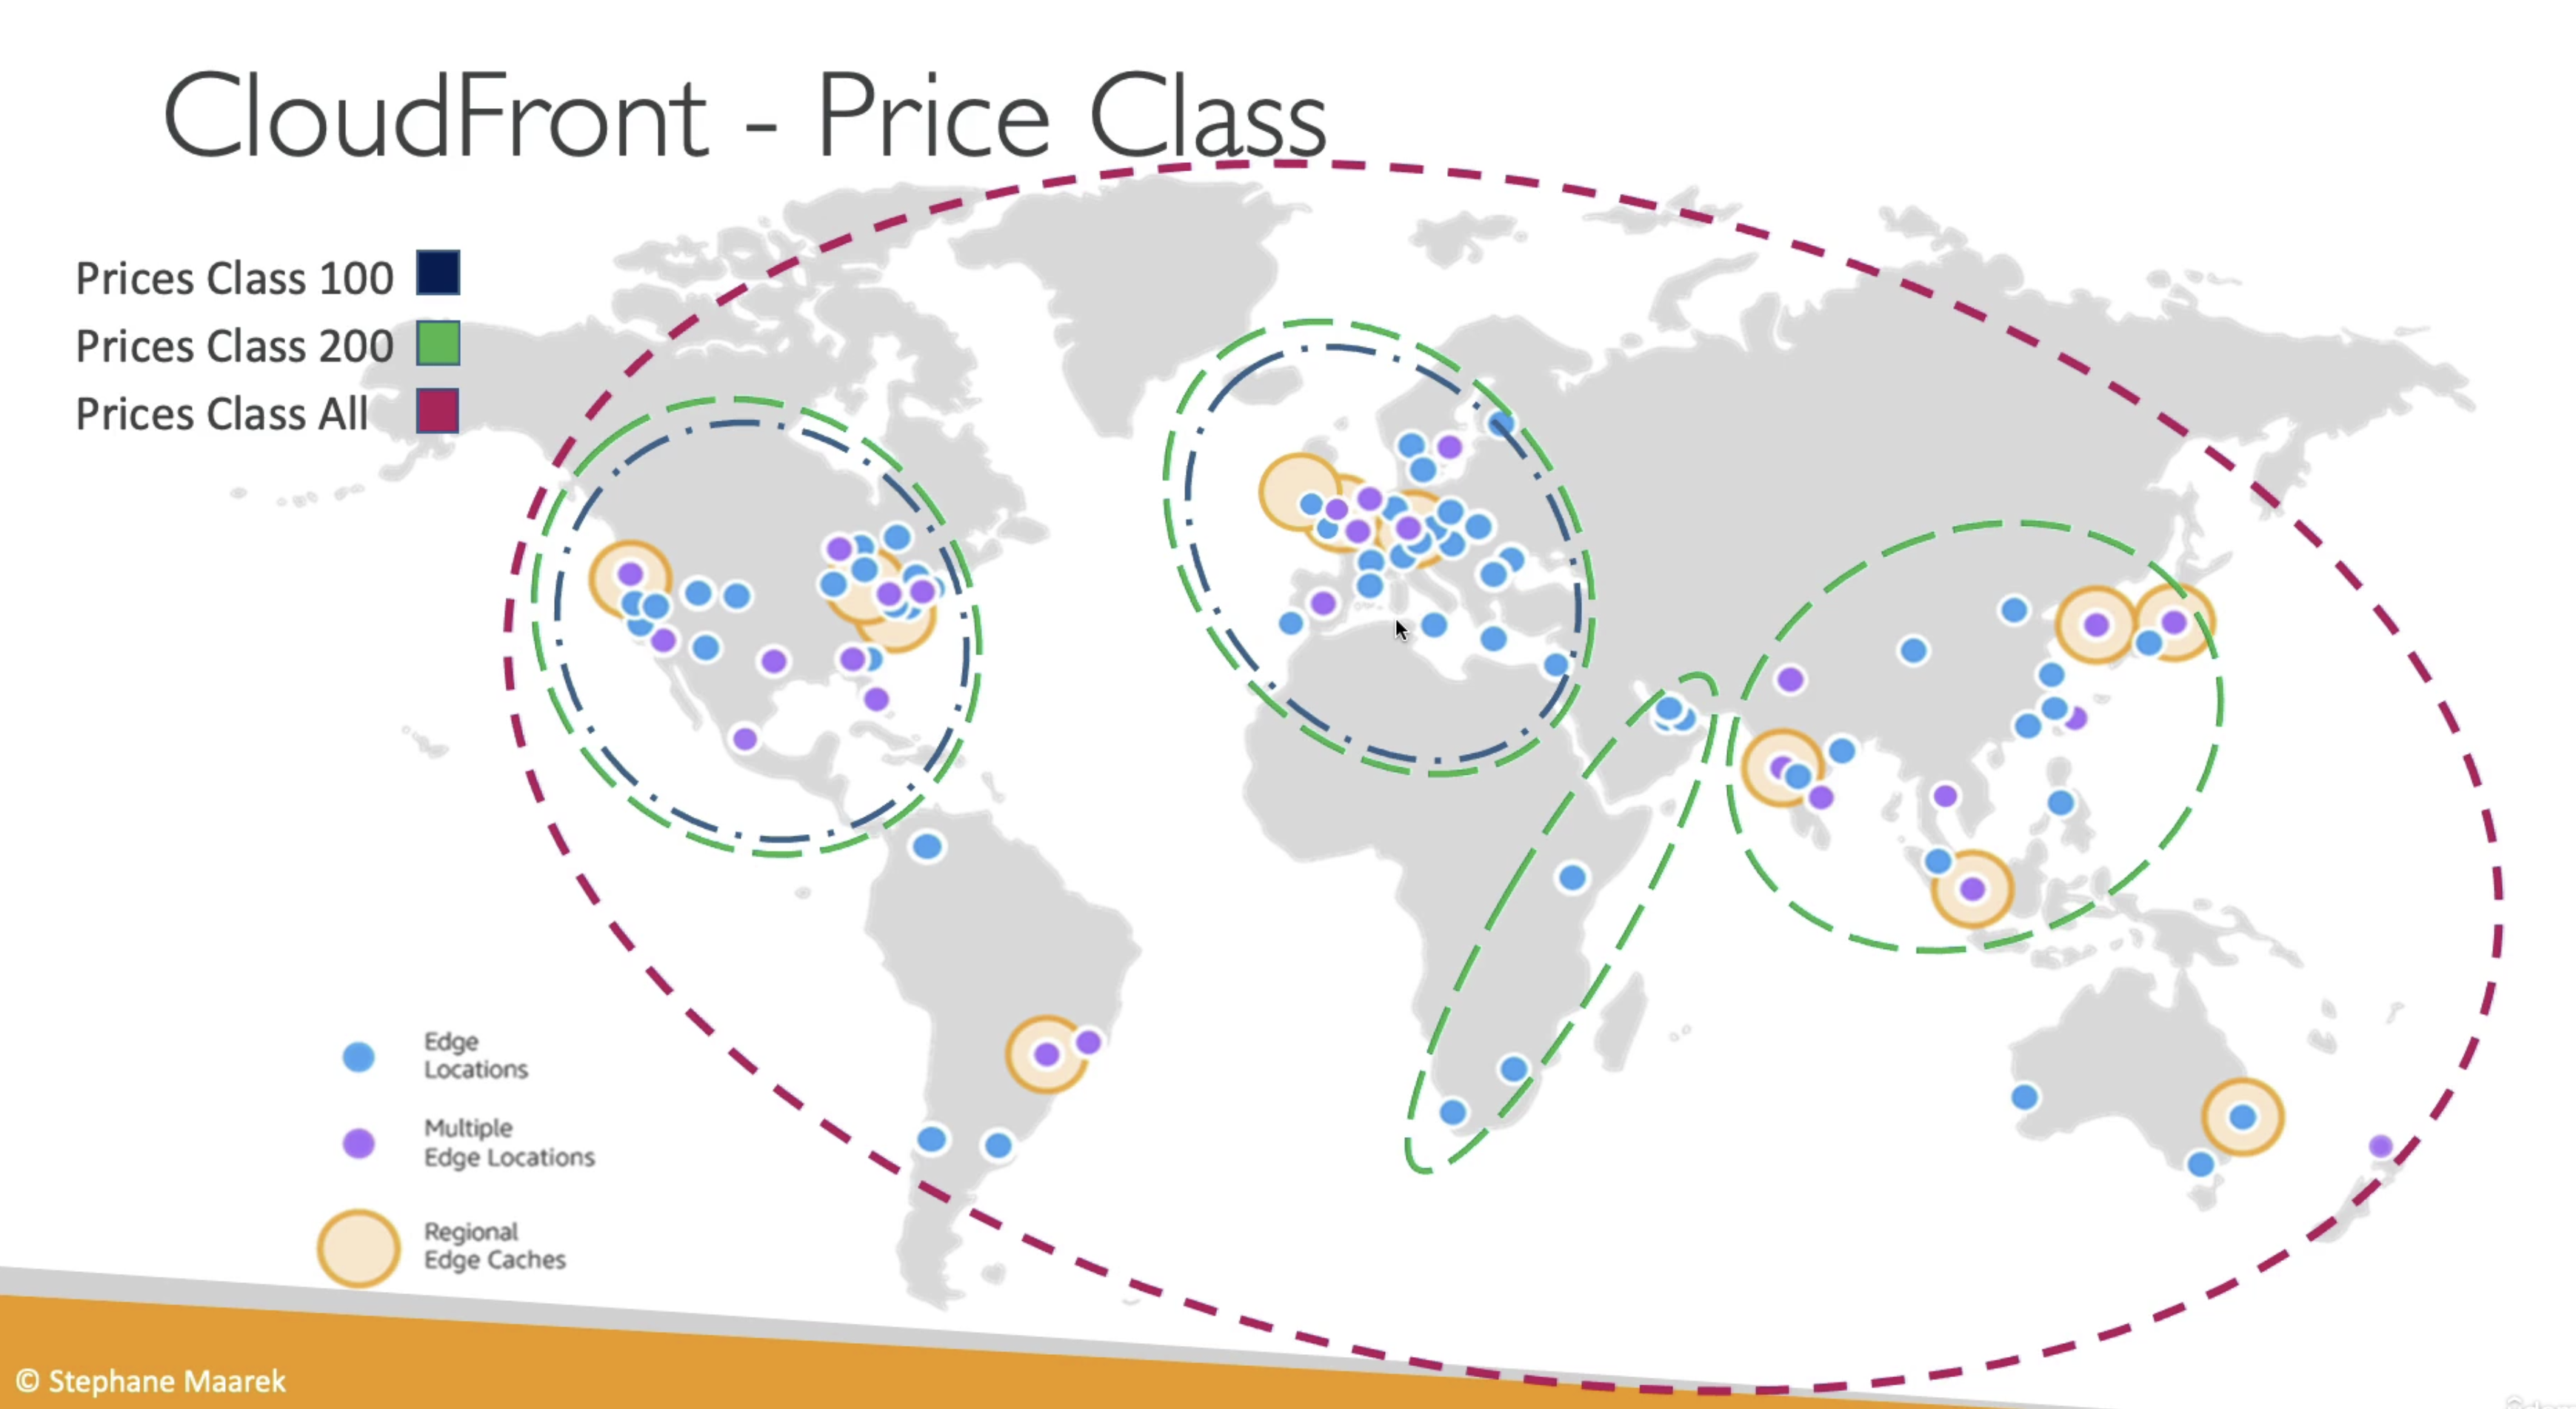 CloudFront - Price Class
Prices Class 100
Prices Class 200
Prices Class All
Edge
Locations
Multiple
Edge Locations
Regional
Edge Caches
© Stephane Maarek